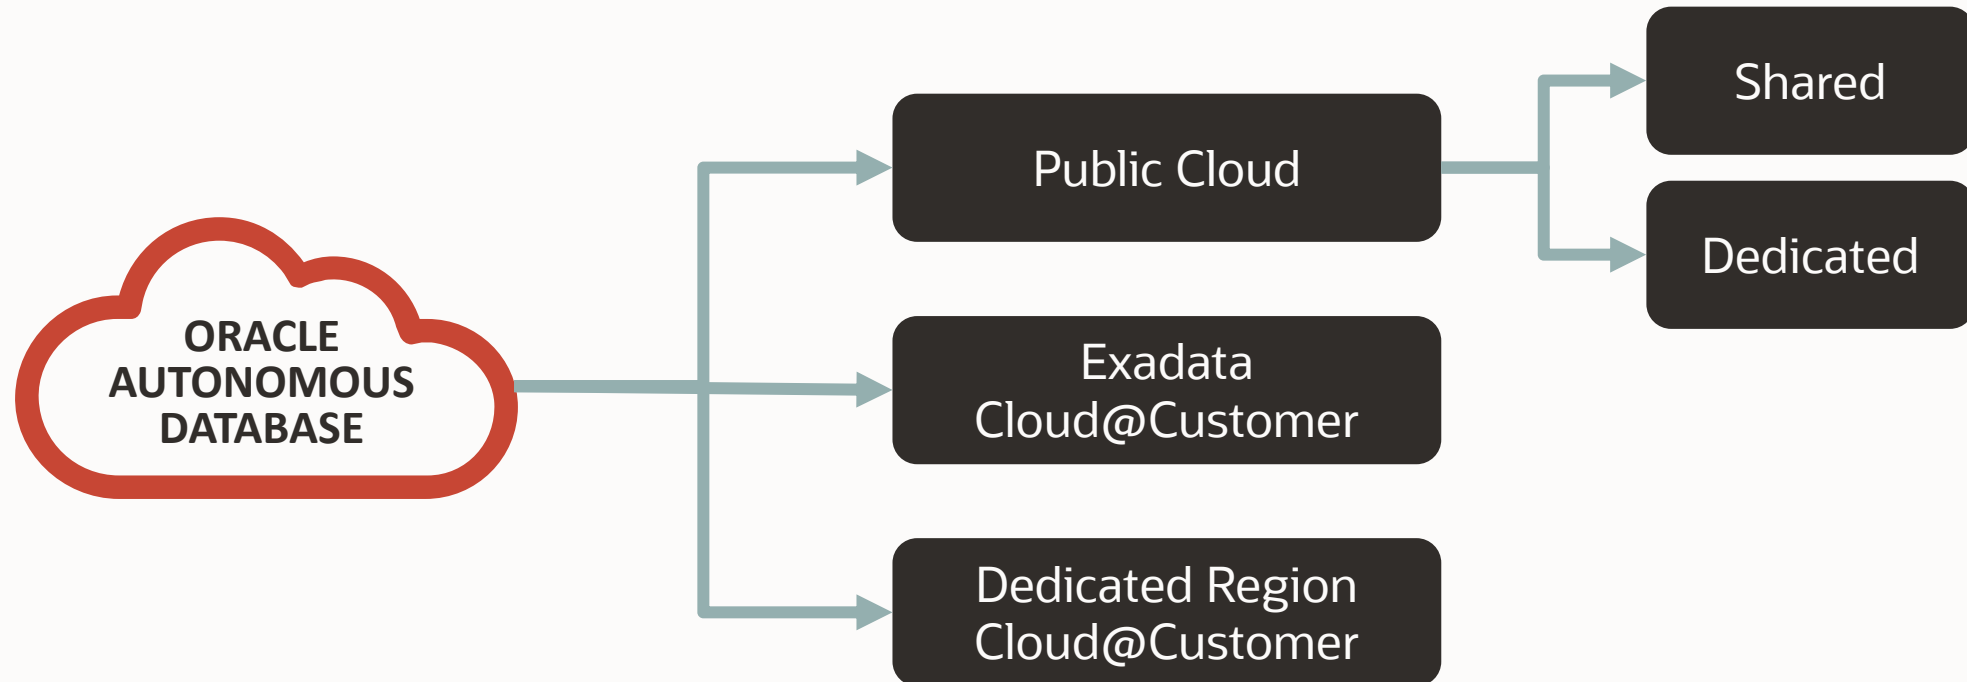 ORACLE
AUTONOMOUS
DATABASE
Public Cloud
Exadata
Cloud@Customer
Dedicated Region
Cloud@Customer
Shared
Dedicated